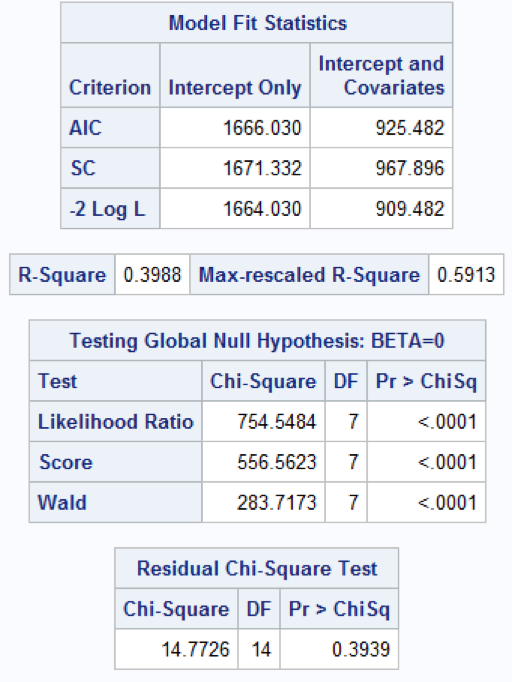 Model Fit Statistics
Criterion Intercept Only Intercept and Covariates
AIC 1666.030 925.482
SC 1671.332 967.896
-2 Log L 1664.030 909.482
R-Square 0.3988 Max-rescaled R-Square 0.5913
Testing Global Null Hypothesis: BETA=0
Test Chi-Square DF Pr > ChiSq
Likelihood Ratio 754.5484 7 <.0001
Score 556.5623 7 <.0001
Wald 283.7173 7 <.0001
Residual Chi-Square Test
Chi-Square DF Pr > ChiSq
14.7726 14 0.3939